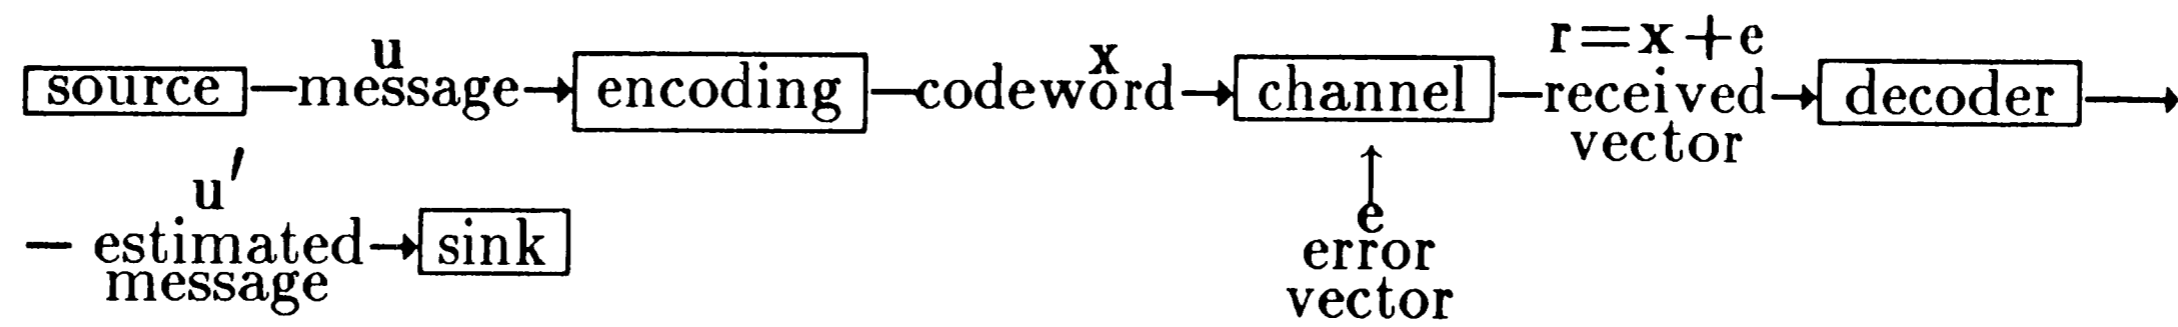 u x r=x+e
source message encoding codeword channel received decoder
vector
u′
e
estimated sink error
message vector